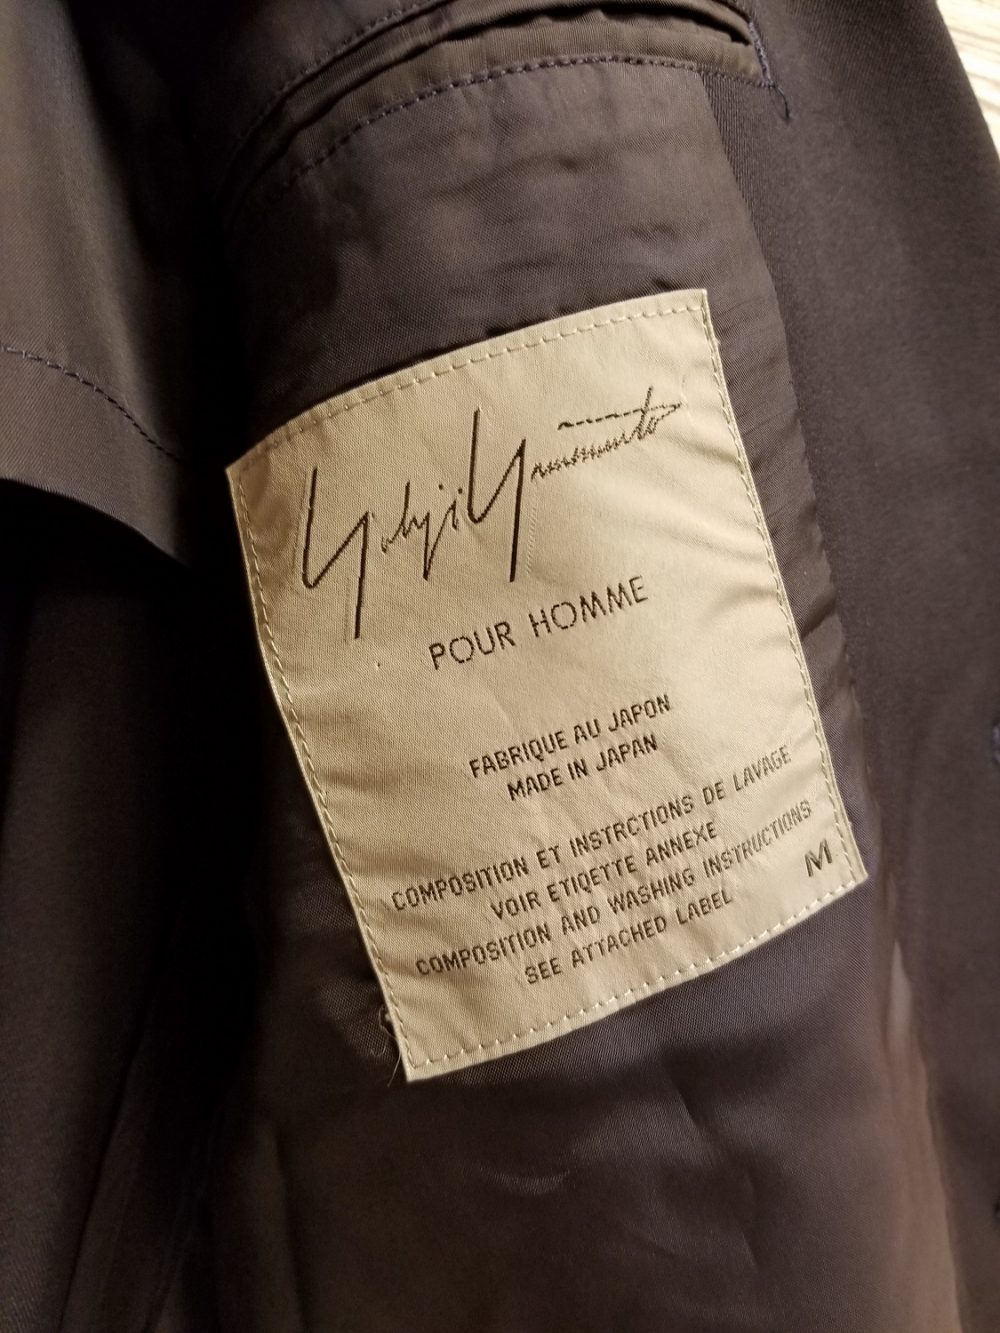 Yohji Yamamoto
POUR HOMME
FABRIQUE AU JAPON
MADE IN JAPAN
COMPOSITION ET INSTRCTIONS DE LAVAGE
VOIR ETIQETTE ANNEXE
COMPOSITION AND WASHING INSTRUCTIONS
SEE ATTACHED LABEL
M